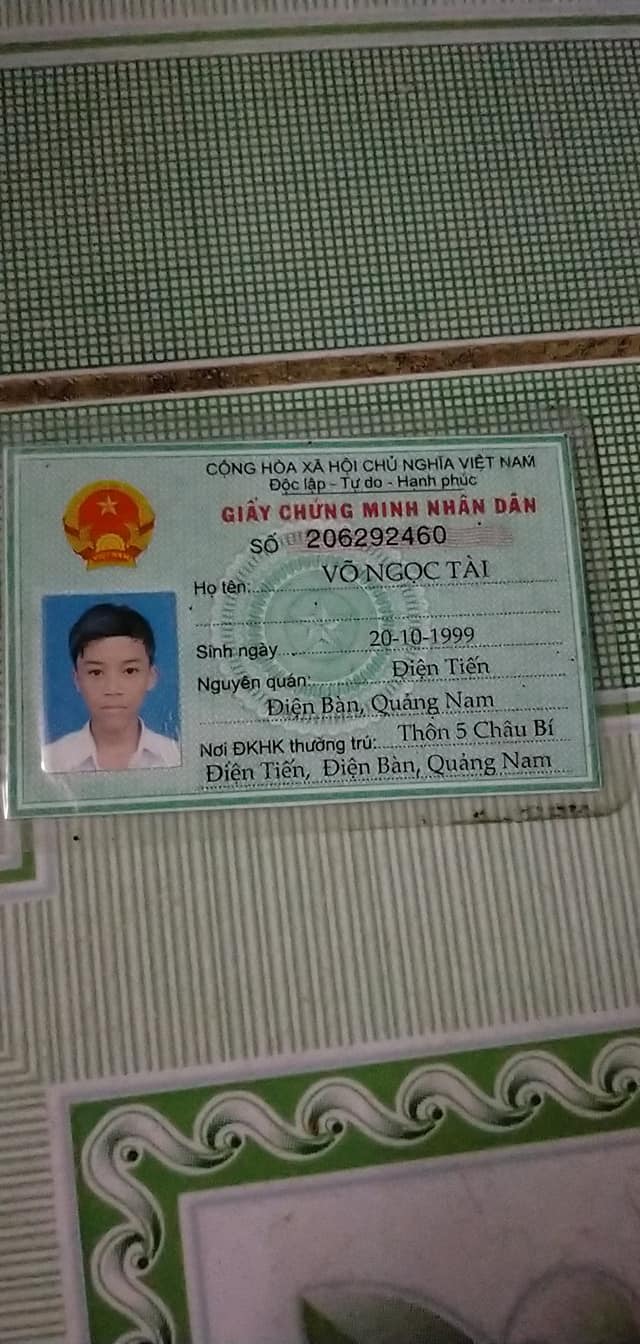 CỘNG HÒA XÃ HỘI CHỦ NGHĨA VIỆT NAM
Độc lập - Tự do - Hạnh phúc
GIẤY CHỨNG MINH NHÂN DÂN
SỐ 206292460
Họ tên: VÕ NGỌC TÀI
Sinh ngày 20-10-1999
Nguyên quán: Điện Tiến
Điện Bàn, Quảng Nam
Nơi ĐKHK thường trú: Thôn 5 Châu Bí
Điện Tiến, Điện Bàn, Quảng Nam
VIỆT NAM